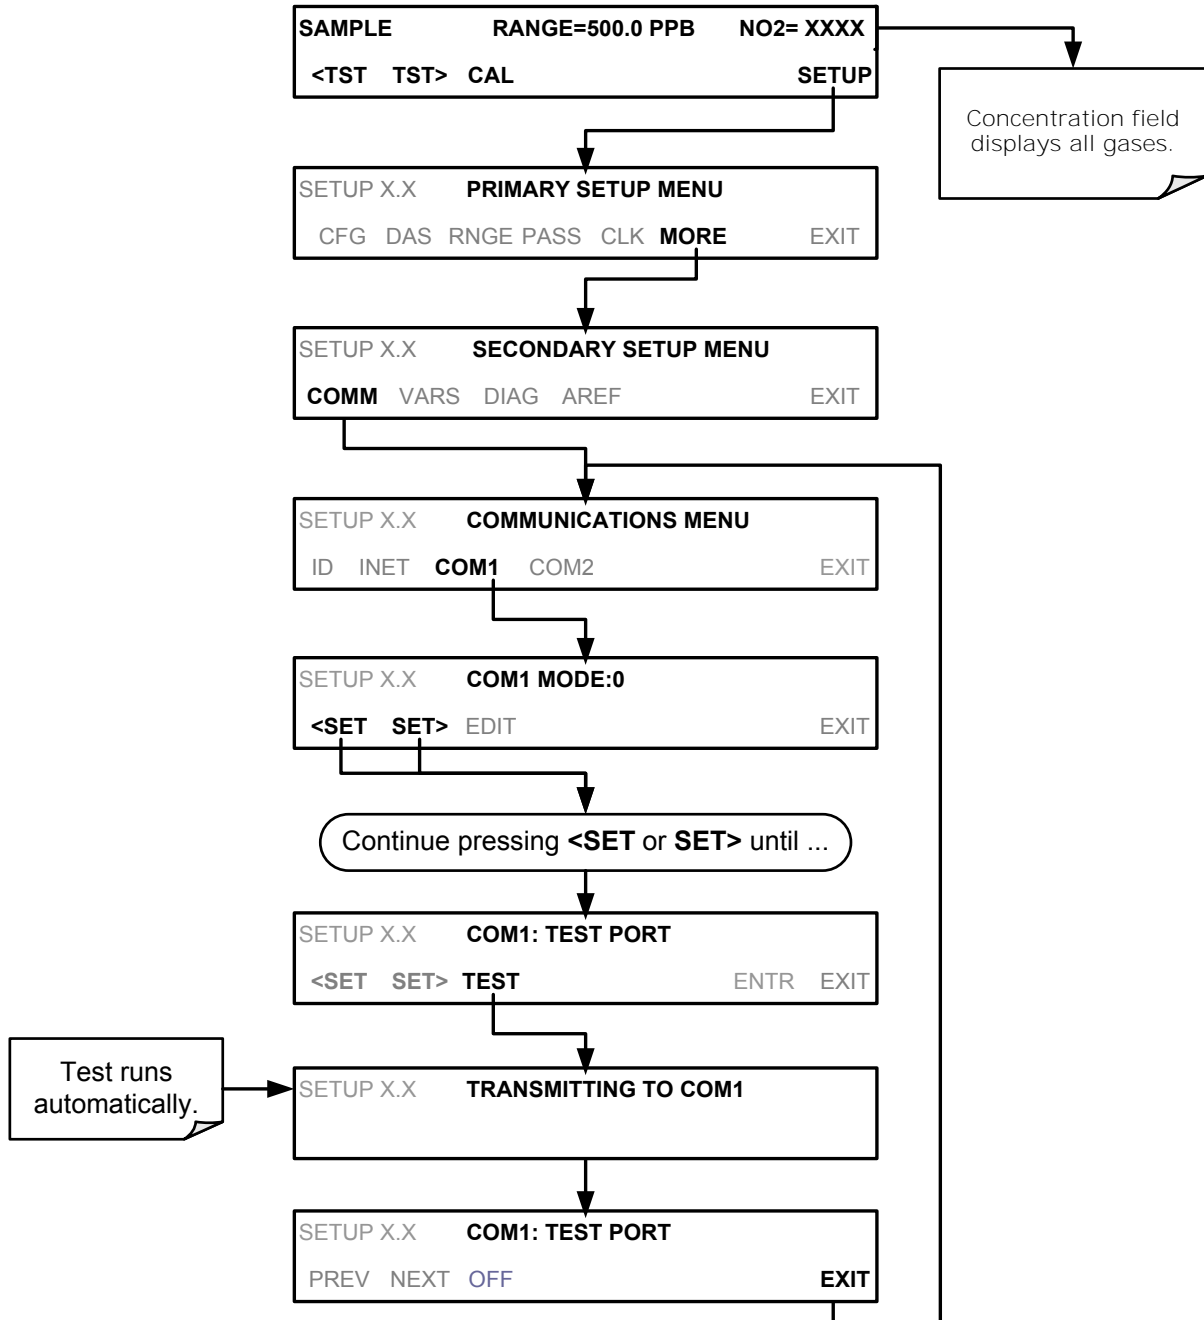 SAMPLE RANGE=500.0 PPB NO2= XXXX
<TST TST> CAL SETUP
Concentration field
displays all gases.
SETUP X.X PRIMARY SETUP MENU
CFG DAS RNGE PASS CLK MORE EXIT
SETUP X.X SECONDARY SETUP MENU
COMM VARS DIAG AREF EXIT
SETUP X.X COMMUNICATIONS MENU
ID INET COM1 COM2 EXIT
SETUP X.X COM1 MODE:0
<SET SET> EDIT EXIT
Continue pressing <SET or SET> until ...
SETUP X.X COM1: TEST PORT
<SET SET> TEST ENTR EXIT
Test runs
automatically.
SETUP X.X TRANSMITTING TO COM1
SETUP X.X COM1: TEST PORT
PREV NEXT OFF EXIT